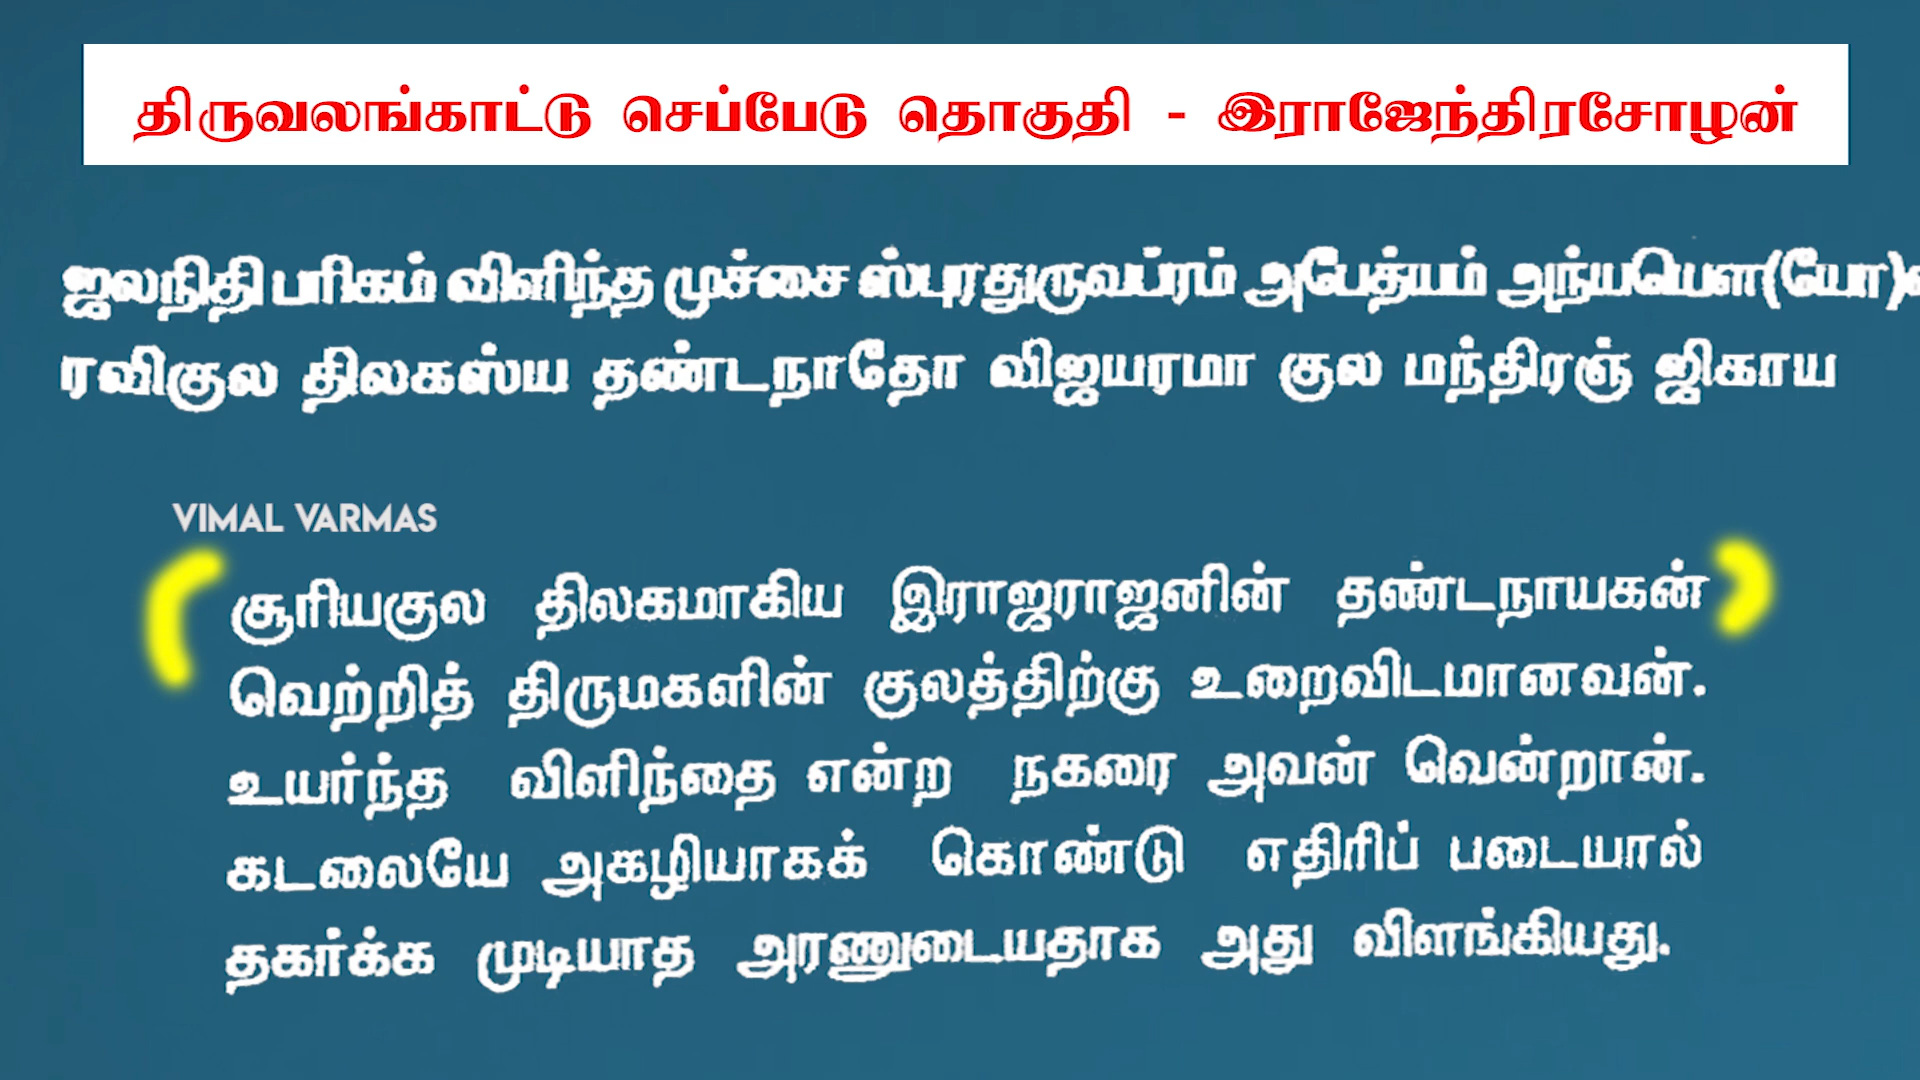 திருவலங்காட்டு செப்பேடு தொகுதி - இராஜேந்திரசோழன்
ஜலநிதி பரிகம் விளிந்த முச்சை ஸ்புரதுருவப்ரம் அபேத்யம் அந்யயௌ(யோ)
ரவிகுல திலகஸ்ய தண்டநாதோ விஜயரமா குல மந்திரஞ் ஜிகாய
VIMAL VARMAS
சூரியகுல திலகமாகிய இராஜராஜனின் தண்டநாயகன்
வெற்றித் திருமகளின் குலத்திற்கு உறைவிடமானவன்.
உயர்ந்த விளிந்தை என்ற நகரை அவன் வென்றான்.
கடலையே அகழியாகக் கொண்டு எதிரிப் படையால்
தகர்க்க முடியாத அரணுடையதாக அது விளங்கியது.